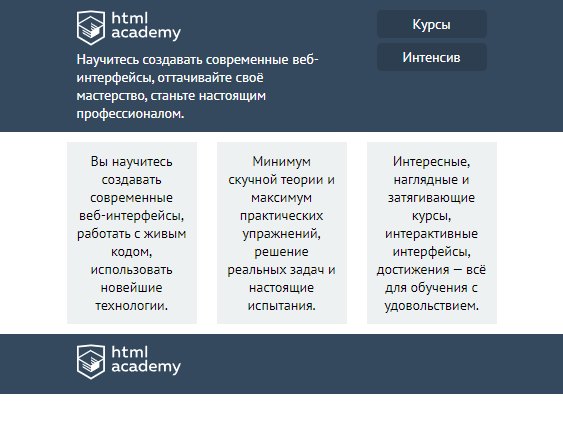 html
academy
Научитесь создавать современные веб-
интерфейсы, оттачивайте своё
мастерство, станьте настоящим
профессионалом.
Курсы
Интенсив
Вы научитесь
создавать
современные
веб-интерфейсы,
работать с живым
кодом,
использовать
новейшие
технологии.
Минимум
скучной теории и
максимум
практических
упражнений,
решение
реальных задач и
настоящие
испытания.
Интересные,
наглядные и
затягивающие
курсы,
интерактивные
интерфейсы,
достижения — всё
для обучения с
удовольствием.
html
academy